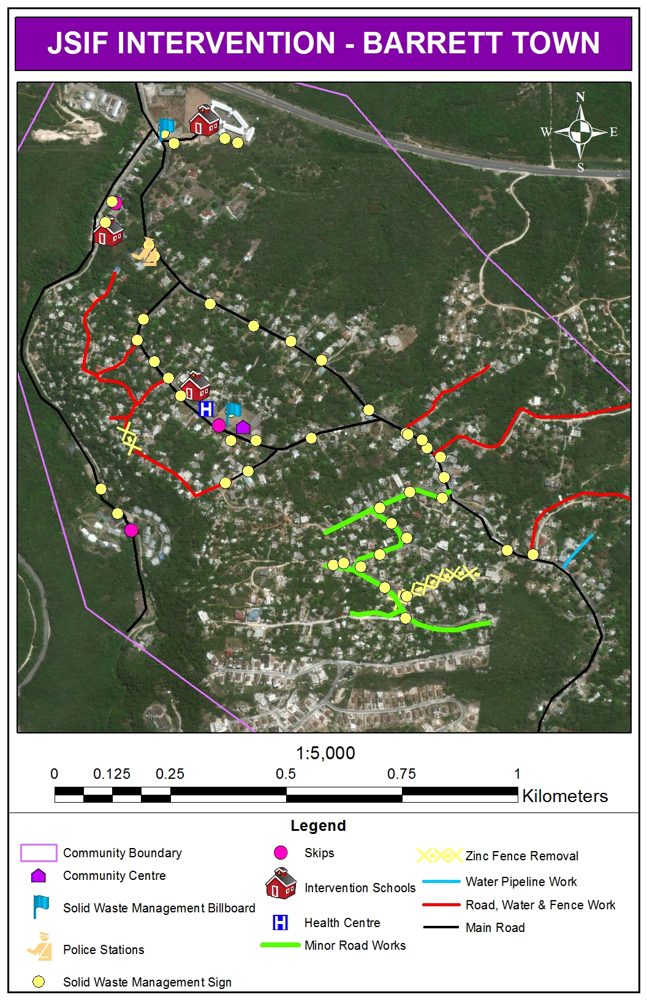 JSIF INTERVENTION - BARRETT TOWN
N
W E
S
H
1:5,000
0 0.125 0.25 0.5 0.75 1
Kilometers
Legend
Community Boundary
Community Centre
Solid Waste Management Billboard
Police Stations
Solid Waste Management Sign
Skips
Intervention Schools
H Health Centre
Minor Road Works
Zinc Fence Removal
Water Pipeline Work
Road, Water & Fence Work
Main Road